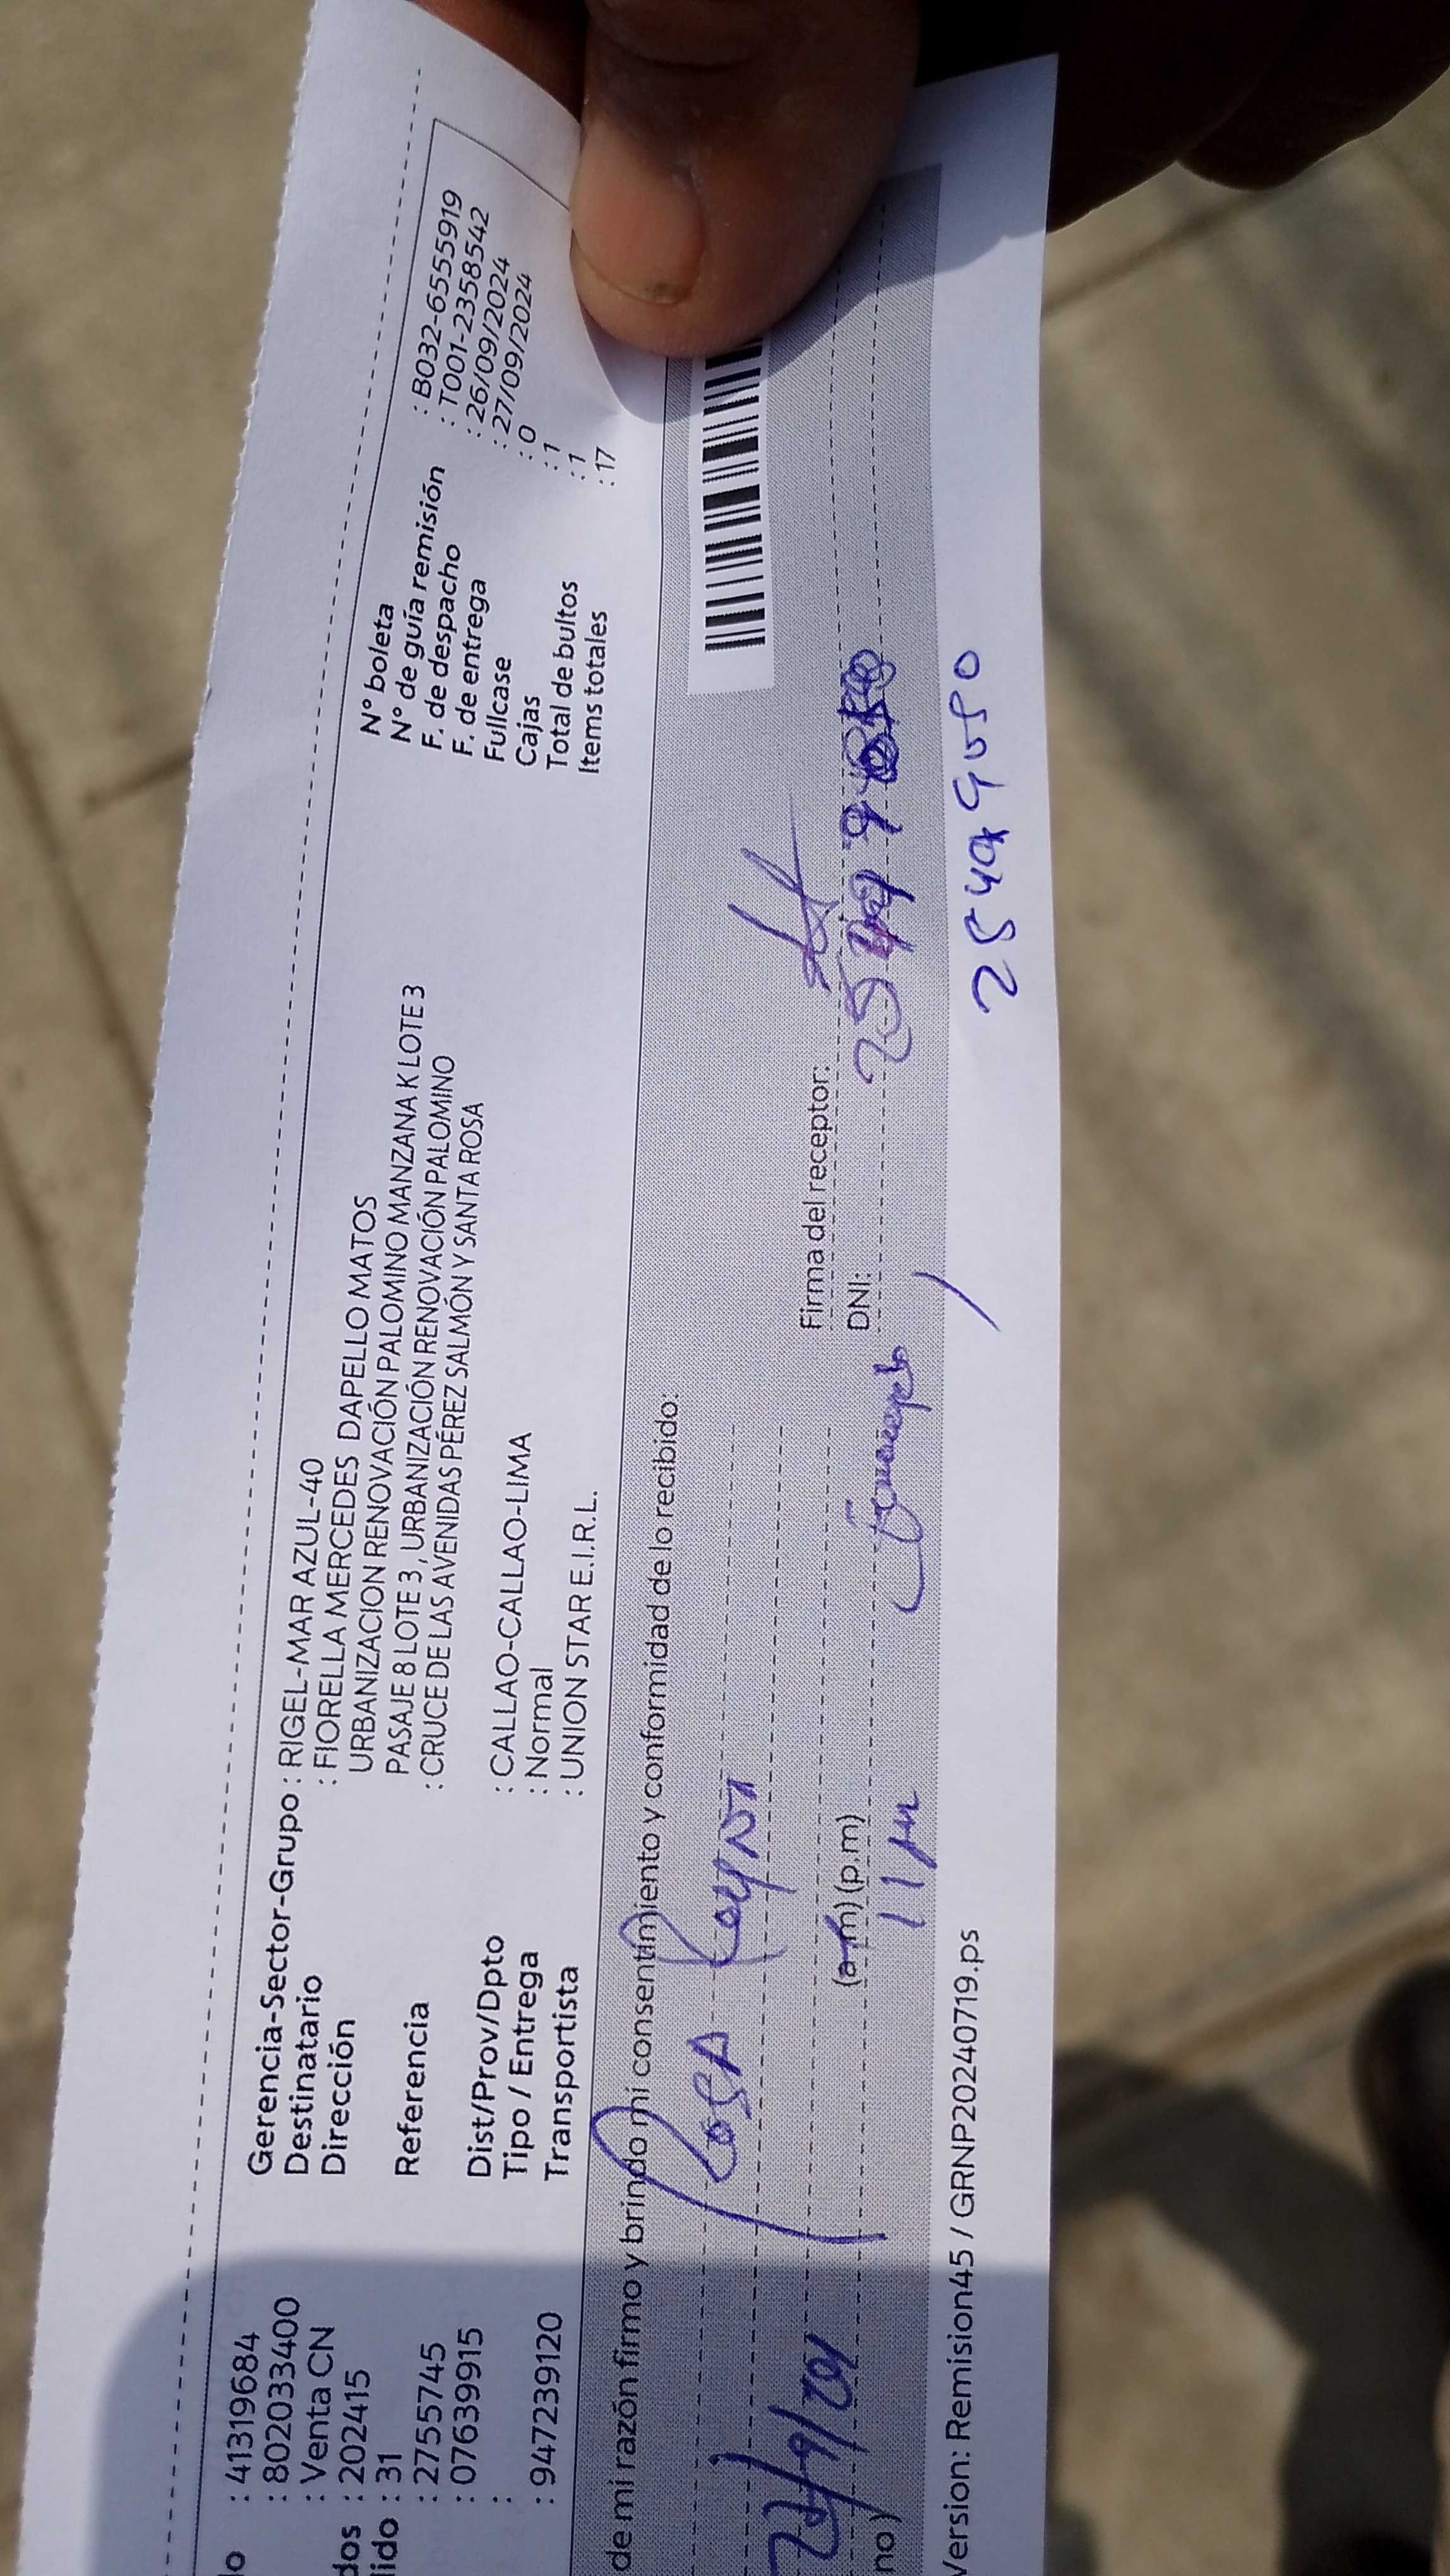 o : 41319684
: 802033400
: Venta CN
dos : 202415
lido : 31
: 27555745
: 07639915
:
: 947239120
Gerencia-Sector-Grupo : RIGEL-MAR AZUL-40
Destinatario : FIORELLA MERCEDES DAPELLO MATOS
Dirección URBANIZACION RENOVACIÓN PALOMINO MANZANA K LOTE 3
PASAJE 8 LOTE 3, URBANIZACIÓN RENOVACIÓN PALOMINO
Referencia : CRUCE DE LAS AVENIDAS PÉREZ SALMÓN Y SANTA ROSA
Dist/Prov/Dpto : CALLAO-CALLAO-LIMA
Tipo / Entrega : Normal
Transportista : UNION STAR E.I.R.L.
N° boleta : B032-6555919
N° de guía remisión : T001-2358542
F. de despacho : 26/09/2024
F. de entrega : 27/09/2024
Fullcase : 0
Cajas : 1
Total de bultos : 1
Items totales : 17
de mi razón firmo y brindo mi consentimiento y conformidad de lo recibido:
Rosa
Firma del receptor:
(a.m) (p.m)
DNI:
no)
Version: Remision45 / GRNP20240719.ps